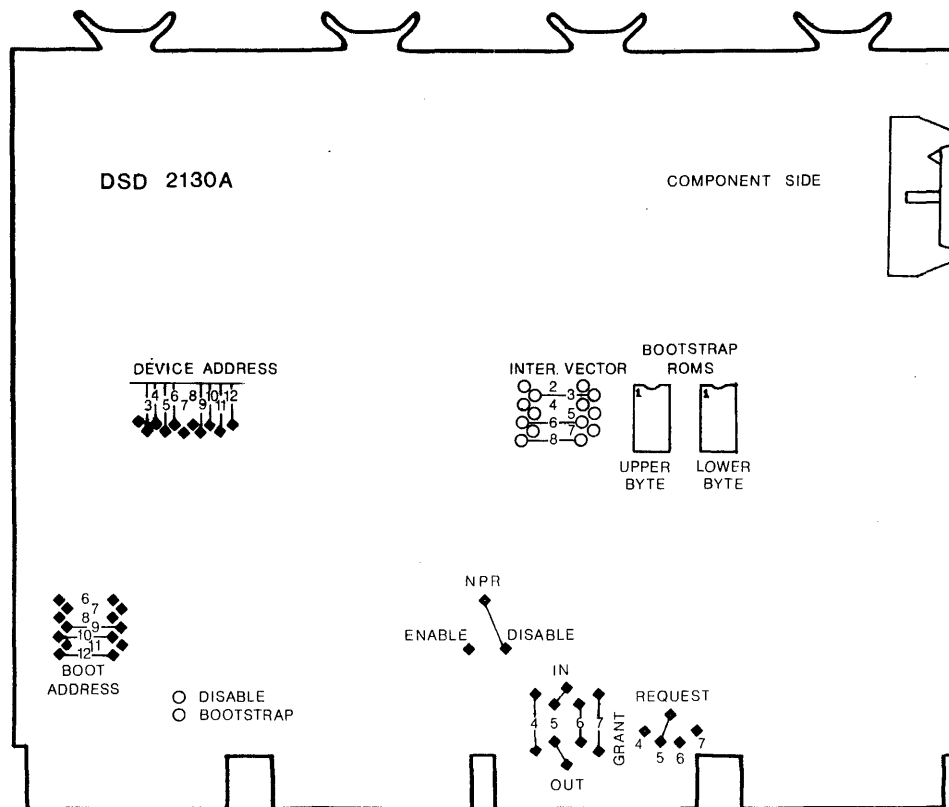 DSD 2130A
COMPONENT SIDE
DEVICE ADDRESS
3 4 5 6 7 8 9 10 11 12
INTER. VECTOR
2
3
4
5
6
7
8
BOOTSTRAP
ROMS
1 1
UPPER
BYTE
LOWER
BYTE
6
7
8
9
10
11
12
BOOT
ADDRESS
DISABLE
BOOTSTRAP
NPR
ENABLE DISABLE
IN
4 5 6 7
GRANT
OUT
REQUEST
4 5 6 7